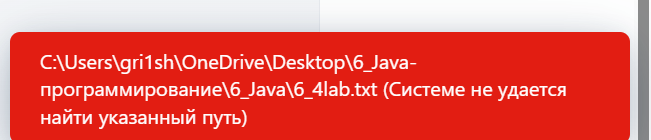 C:\Users\gri1sh\OneDrive\Desktop\6_Java-
программирование\6_Java\6_4lab.txt (Системе не удается
найти указанный путь)